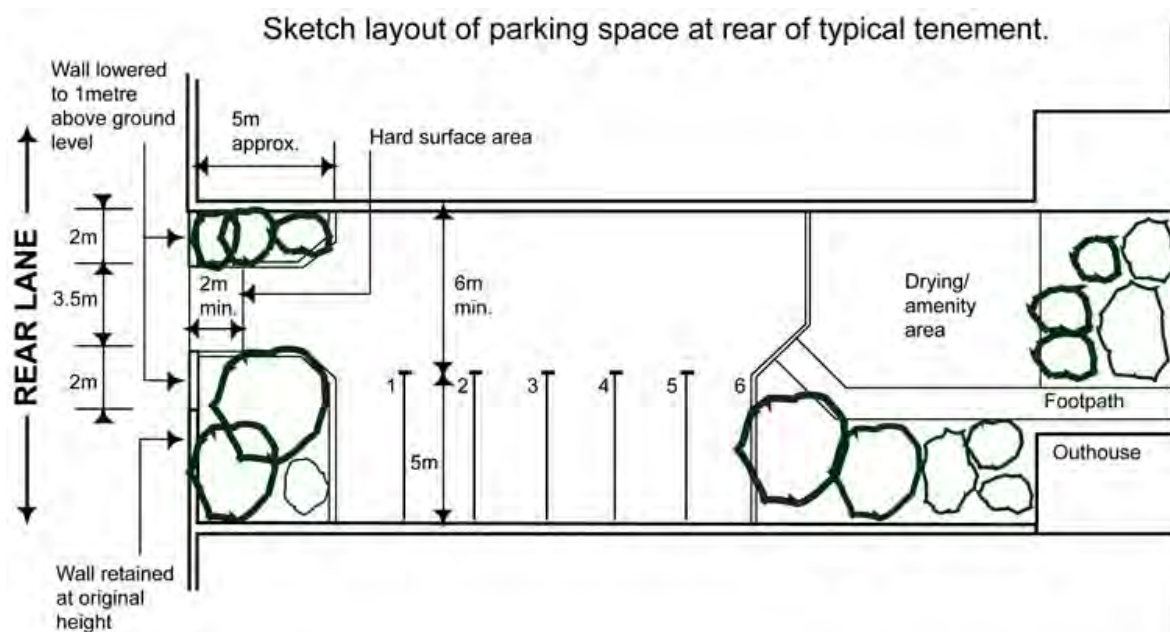 Sketch layout of parking space at rear of typical tenement.
Wall lowered
to 1metre
above ground
level
5m
approx.
Hard surface area
REAR LANE
2m
3.5m
2m
2m
min.
6m
min.
Drying/
amenity
area
1
2
3
4
5
6
5m
Footpath
Outhouse
Wall retained
at original
height